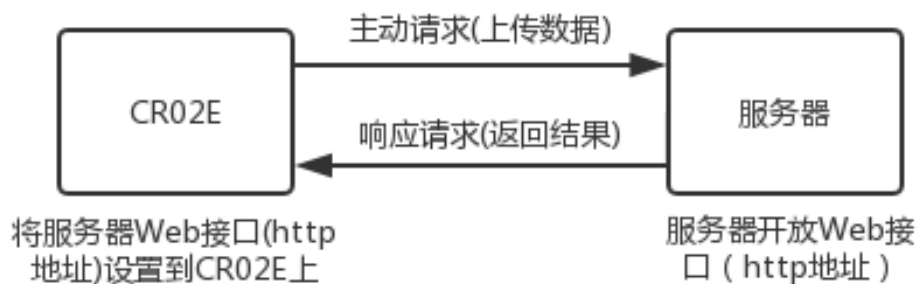 主动请求(上传数据)
CR02E
服务器
响应请求(返回结果)
将服务器Web接口(http
地址)设置到CR02E上
服务器开放Web接
口（http地址）